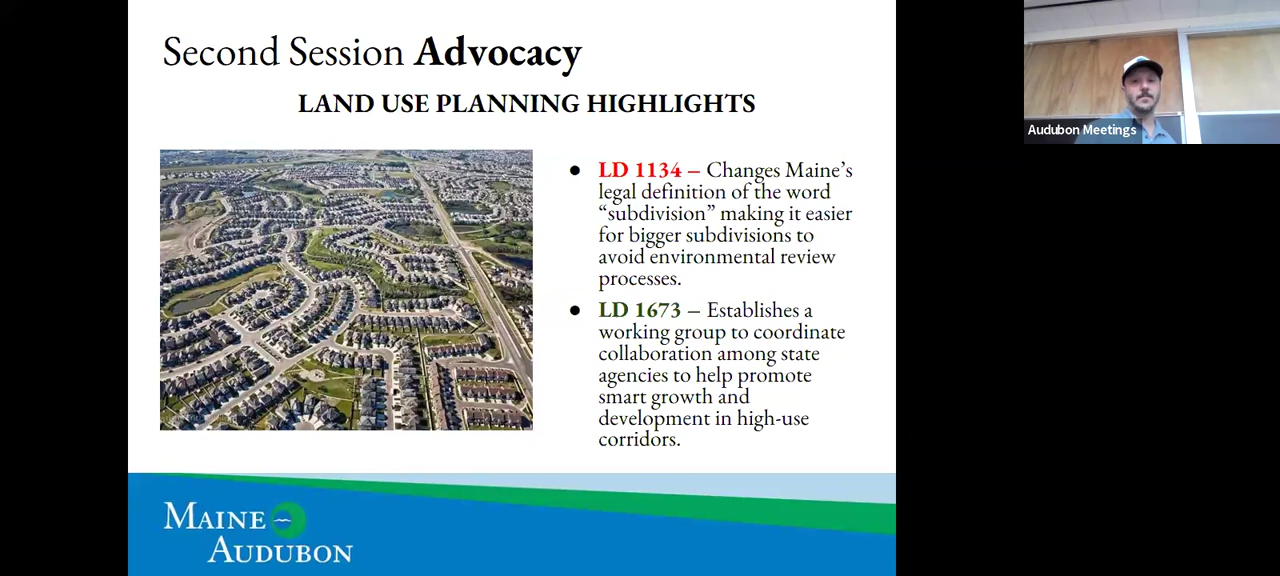 Second Session Advocacy
LAND USE PLANNING HIGHLIGHTS
● LD 1134 – Changes Maine’s
legal definition of the word
“subdivision” making it easier
for bigger subdivisions to
avoid environmental review
processes.
● LD 1673 – Establishes a
working group to coordinate
collaboration among state
agencies to help promote
smart growth and
development in high-use
corridors.
MAINE
AUDUBON
Audubon Meetings